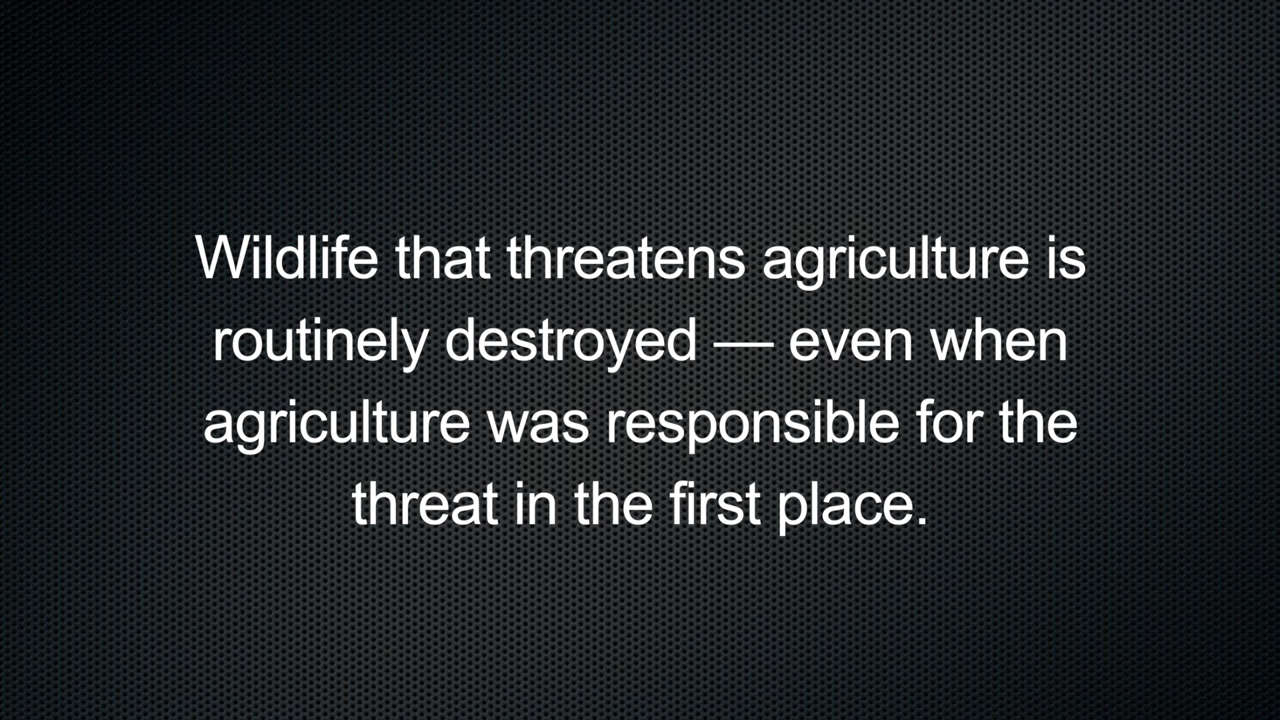 Wildlife that threatens agriculture is
routinely destroyed — even when
agriculture was responsible for the
threat in the first place.